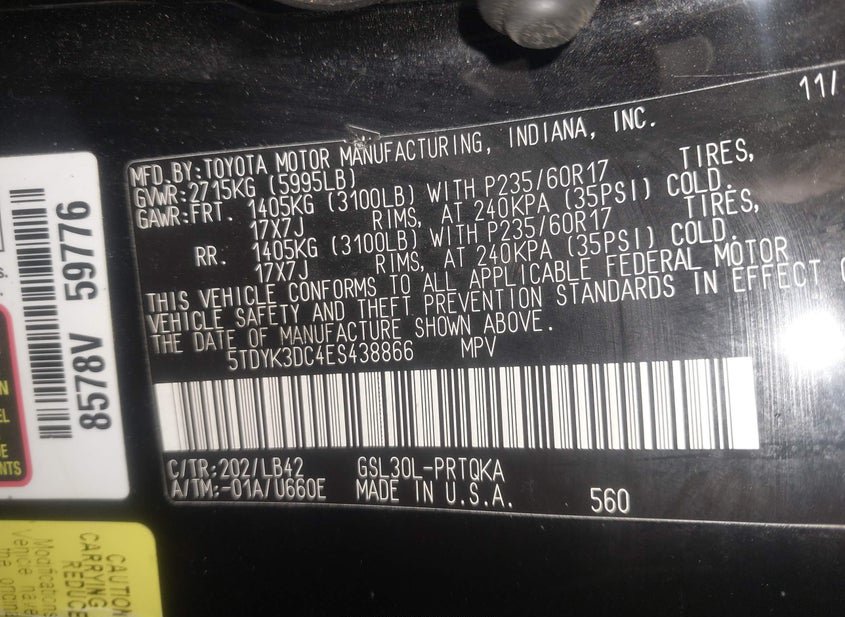 11/
MFD.BY:TOYOTA MOTOR MANUFACTURING, INDIANA, INC.
GVWR:2715KG (5995LB)
GAWR:FRT. 1405KG (3100LB) WITH P235/60R17 TIRES,
17X7J RIMS, AT 240KPA (35PSI) COLD.
RR. 1405KG (3100LB) WITH P235/60R17 TIRES,
17X7J RIMS, AT 240KPA (35PSI) COLD.
THIS VEHICLE CONFORMS TO ALL APPLICABLE FEDERAL MOTOR
VEHICLE SAFETY AND THEFT PREVENTION STANDARDS IN EFFECT
THE DATE OF MANUFACTURE SHOWN ABOVE.
5TDYK3DC4ES438866 MPV
C/TR:202/LB42 GSL30L-PRTQKA
A/TM:-01A/U660E MADE IN U.S.A. 560
8578V 59776
CAUTION
CARRYING
REDUCE
Modifications
the